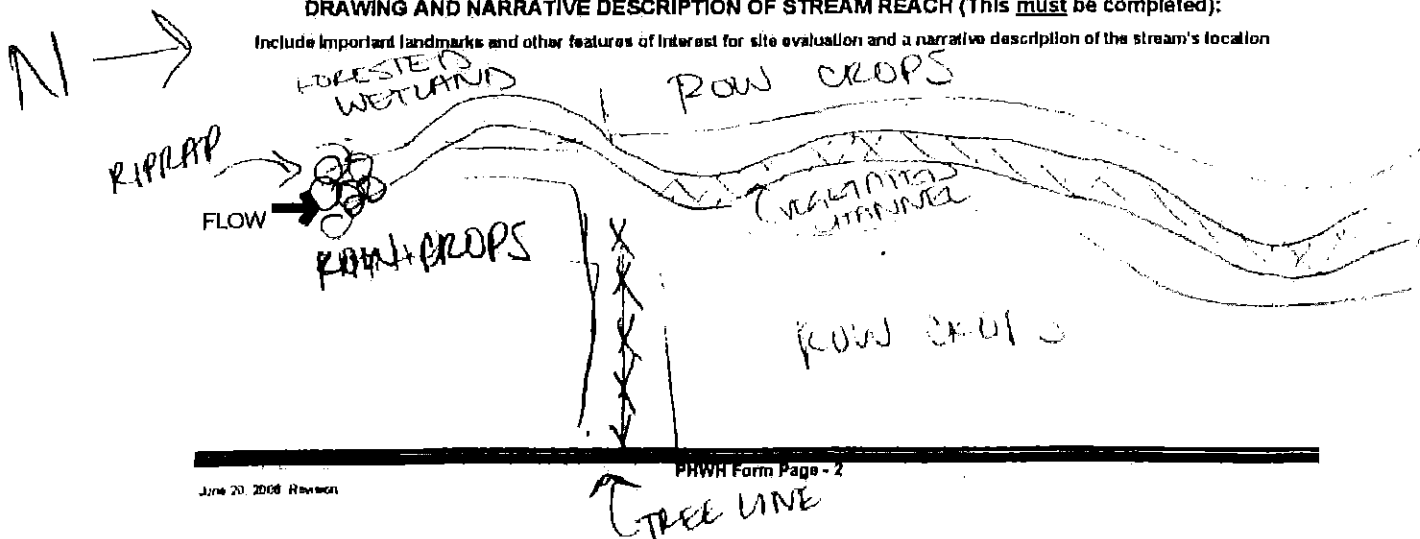 DRAWING AND NARRATIVE DESCRIPTION OF STREAM REACH (This must be completed):
Include important landmarks and other features of interest for site evaluation and a narrative description of the stream's location
N
FORESTED
WETLAND
ROW CROPS
RIPRAP
FLOW
VEGETATED
CHANNEL
ROW CROPS
ROW CROPS
PHWH Form Page - 2
June 20, 2008 Revision
TREE LINE